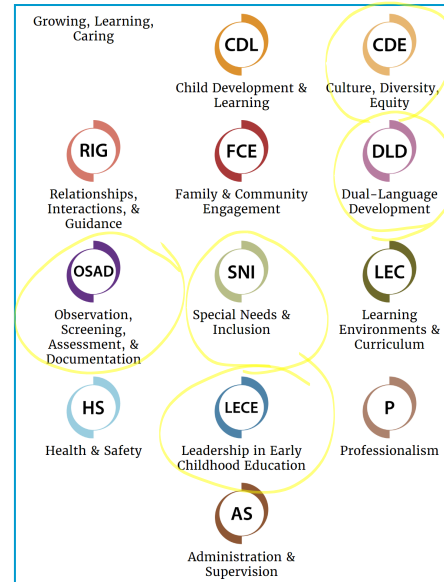 Growing, Learning,
Caring
CDL
Child Development &
Learning
CDE
Culture, Diversity,
Equity
RIG
Relationships,
Interactions, &
Guidance
FCE
Family & Community
Engagement
DLD
Dual-Language
Development
OSAD
Observation,
Screening,
Assessment, &
Documentation
SNI
Special Needs &
Inclusion
LEC
Learning
Environments &
Curriculum
HS
Health & Safety
LECE
Leadership in Early
Childhood Education
P
Professionalism
AS
Administration &
Supervision